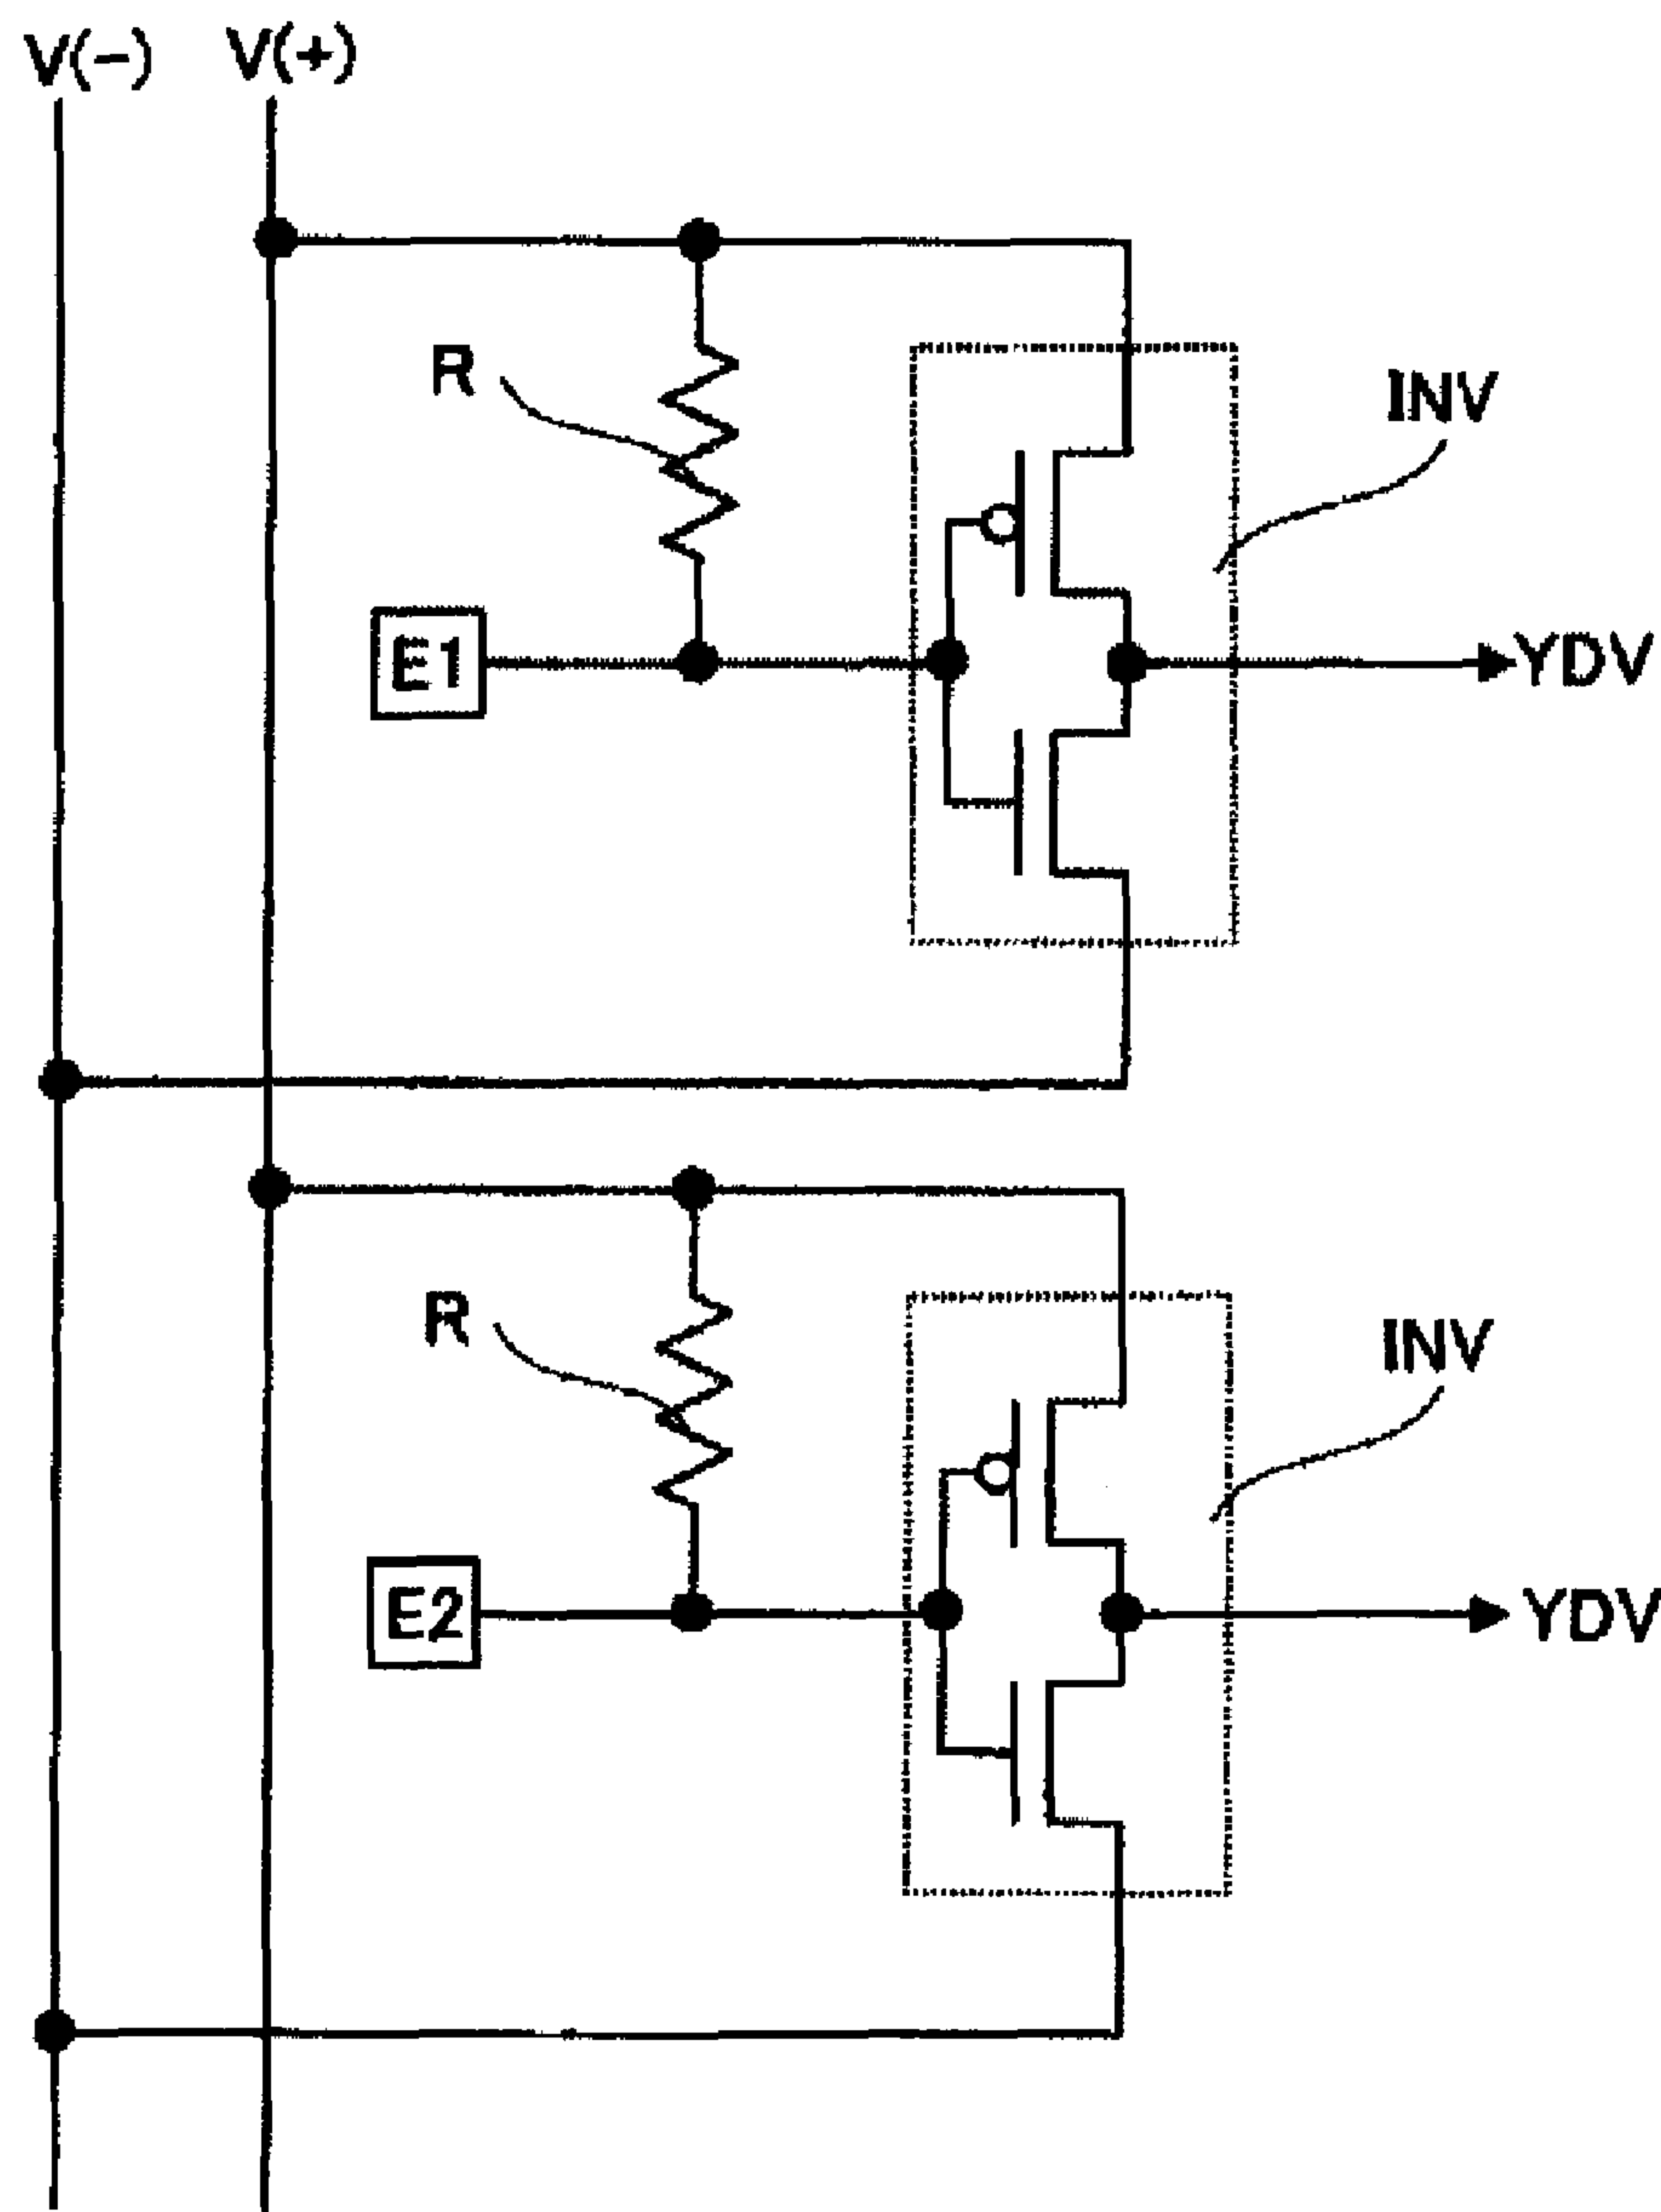 V(−) V(+)
R
INV
E1
YDV
R
INV
E2
YDV